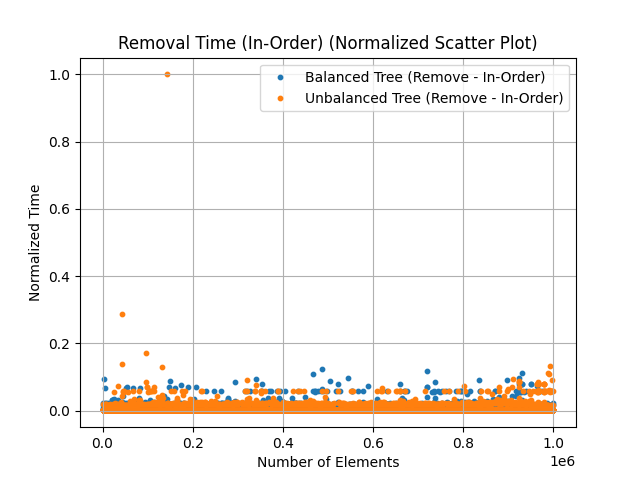 Removal Time (In-Order) (Normalized Scatter Plot)
Balanced Tree (Remove - In-Order)
Unbalanced Tree (Remove - In-Order)
Normalized Time
1.0
0.8
0.6
0.4
0.2
0.0
0.0 0.2 0.4 0.6 0.8 1.0
1e6
Number of Elements